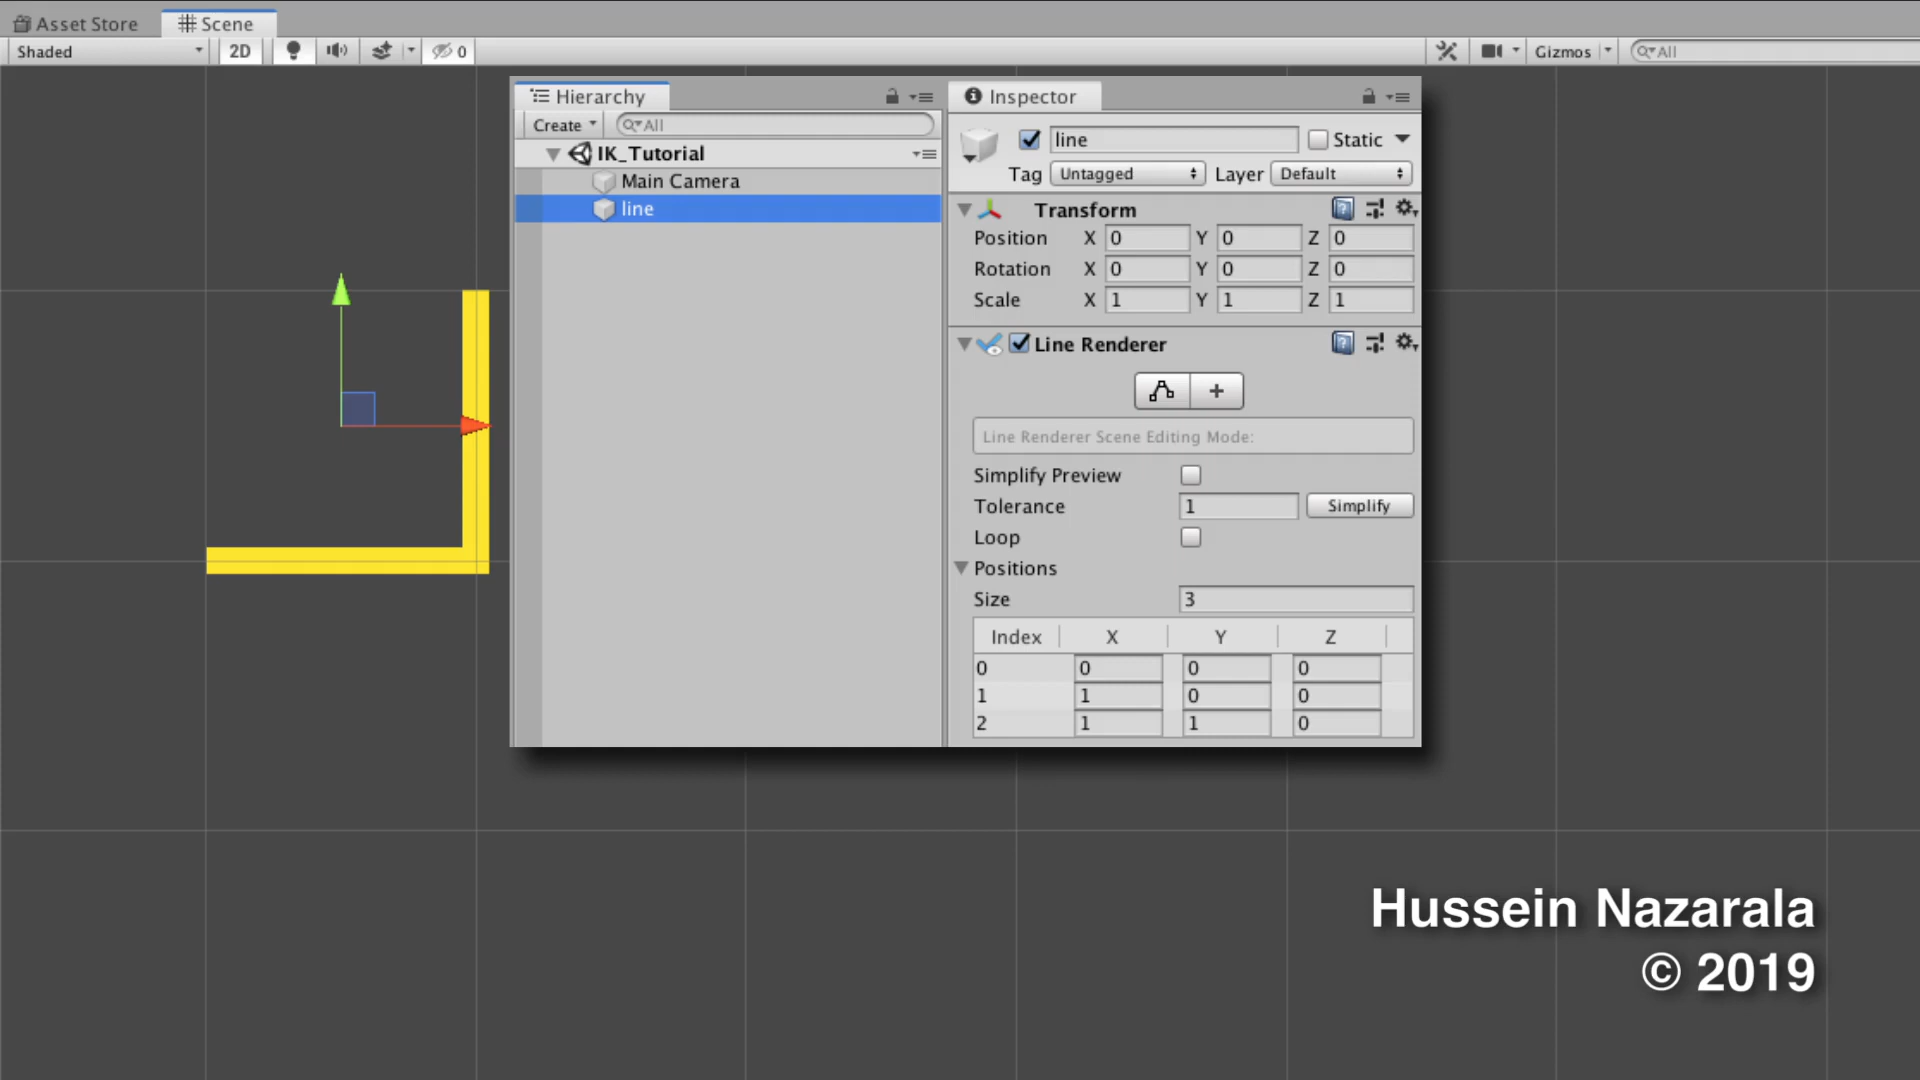 Asset Store Scene
Shaded 2D 0 Gizmos All
Hierarchy
Create All
IK_Tutorial
Main Camera
line
Inspector
line Static
Tag Untagged Layer Default
Transform
Position X 0 Y 0 Z 0
Rotation X 0 Y 0 Z 0
Scale X 1 Y 1 Z 1
Line Renderer
+
Line Renderer Scene Editing Mode:
Simplify Preview
Tolerance 1 Simplify
Loop
Positions
Size 3
Index X Y Z
0 0 0 0
1 1 0 0
2 1 1 0
Hussein Nazarala
© 2019